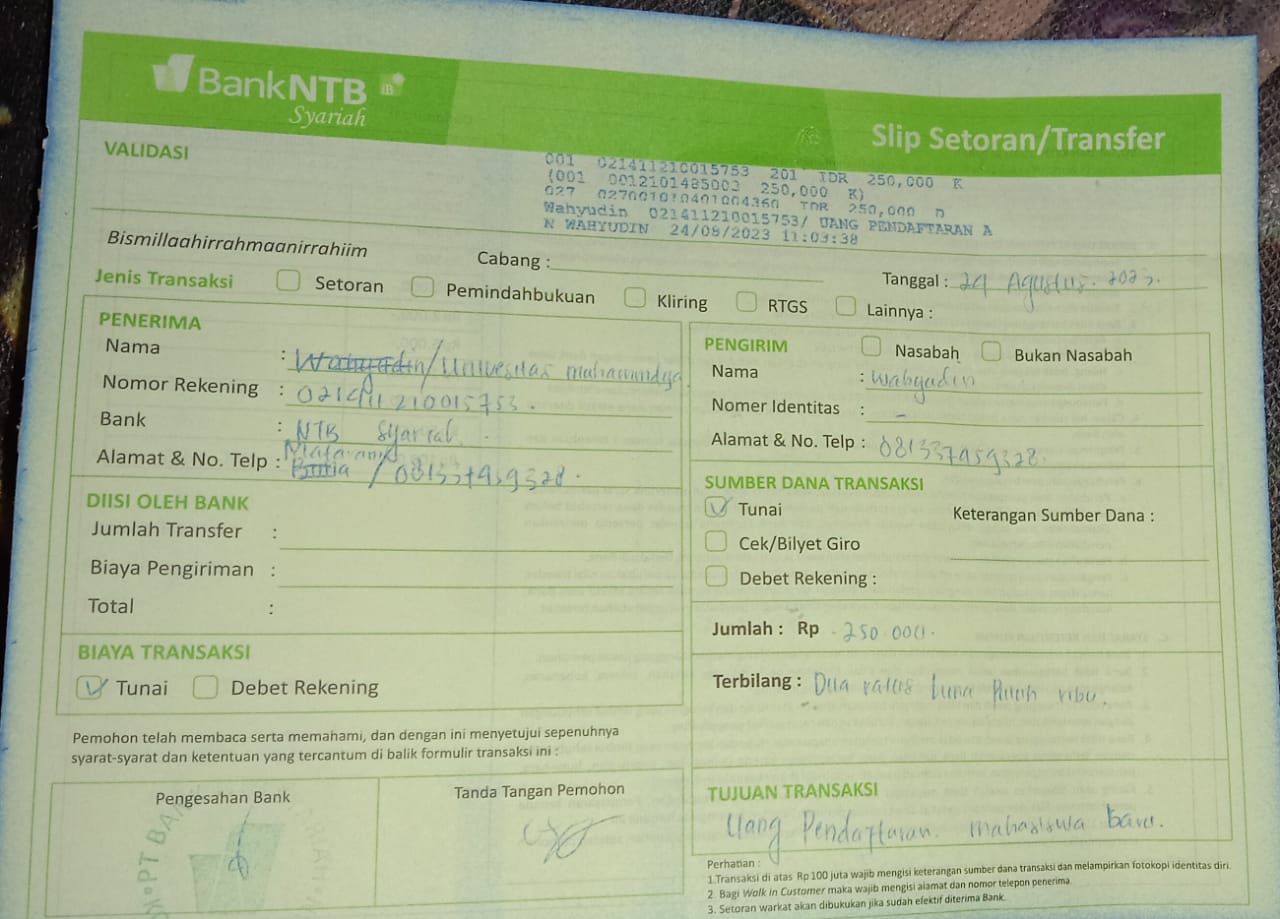 BankNTB
Syariah
Slip Setoran/Transfer
VALIDASI
001 021411210015753 201 IDR 250,000 K
(001 0012101485003 250,000 K)
027 027001010401004360 IDR 250,000 D
Wahyudin 021411210015753/ UANG PENDAFTARAN A
N WAHYUDIN 24/08/2023 11:03:38
Bismillaahirrahmaanirrahiim
Cabang :
Tanggal : 24 Agustus. 2023.
Jenis Transaksi Setoran Pemindahbukuan Kliring RTGS Lainnya :
PENERIMA
Nama : Wahyudin/Univesitas
Nomor Rekening : 021411210015753.
Bank : NTB Syariah.
Alamat & No. Telp : / 081337959328.
PENGIRIM Nasabah Bukan Nasabah
Nama : Wahyudin
Nomer Identitas : -
Alamat & No. Telp : 081337959328.
DIISI OLEH BANK
Jumlah Transfer :
Biaya Pengiriman :
Total :
SUMBER DANA TRANSAKSI
Tunai
Keterangan Sumber Dana :
Cek/Bilyet Giro
Debet Rekening :
BIAYA TRANSAKSI
Tunai Debet Rekening
Jumlah : Rp 250.000.
Terbilang : Dua ratus Lima Puluh ribu.
Pemohon telah membaca serta memahami, dan dengan ini menyetujui sepenuhnya
syarat-syarat dan ketentuan yang tercantum di balik formulir transaksi ini :
Pengesahan Bank
PT BANK
Tanda Tangan Pemohon
TUJUAN TRANSAKSI
Uang Pendaftaran. mahasiswa baru.
Perhatian :
1.Transaksi di atas Rp 100 juta wajib mengisi keterangan sumber dana transaksi dan melampirkan fotokopi identitas diri.
2. Bagi Walk in Customer maka wajib mengisi alamat dan nomor telepon penerima.
3. Setoran warkat akan dibukukan jika sudah efektif diterima Bank.